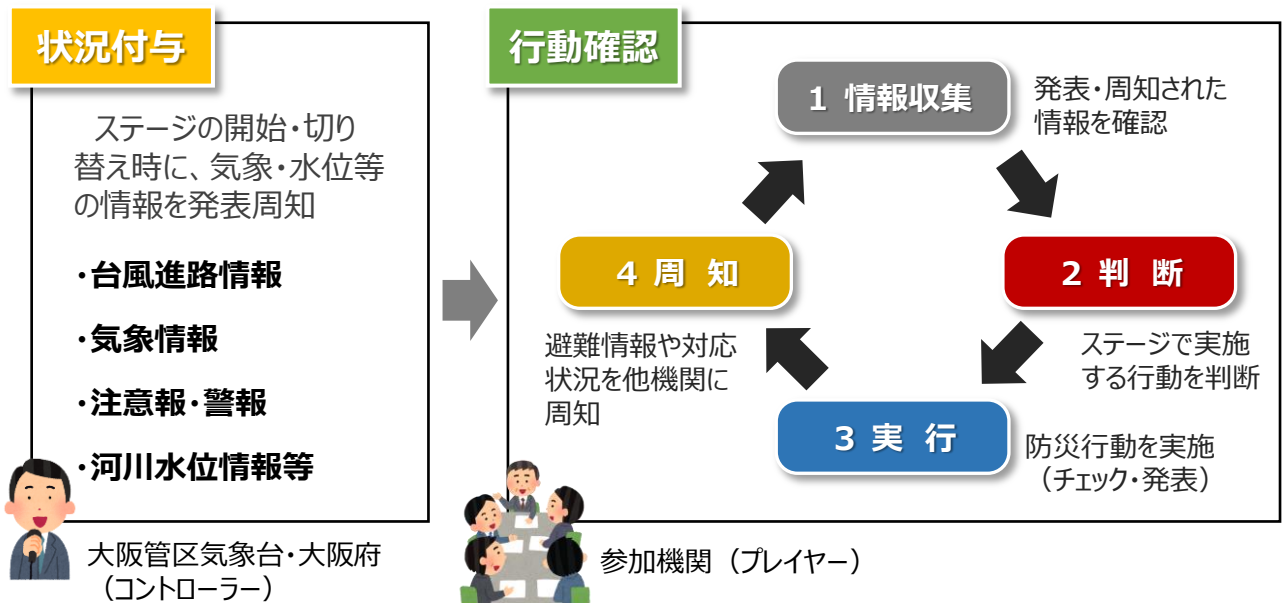 状況付与
ステージの開始・切り
替え時に、気象・水位等
の情報を発表周知
・台風進路情報
・気象情報
・注意報・警報
・河川水位情報等
大阪管区気象台・大阪府
（コントローラー）
行動確認
1 情報収集
発表・周知された
情報を確認
2 判 断
ステージで実施
する行動を判断
3 実 行
防災行動を実施
（チェック・発表）
4 周 知
避難情報や対応
状況を他機関に
周知
参加機関（プレイヤー）